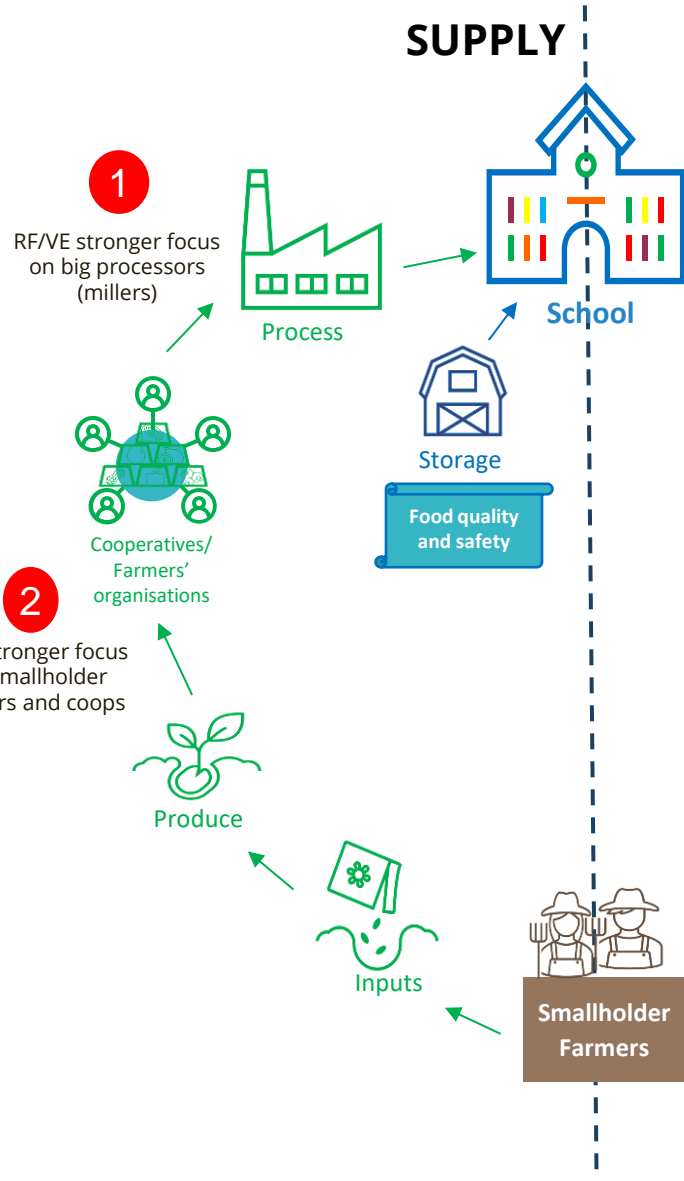 SUPPLY
1
RF/VE stronger focus
on big processors
(millers)
Process
School
Storage
Food quality
and safety
Cooperatives/
Farmers’
organisations
2
tronger focus
mallholder
rs and coops
Produce
Inputs
Smallholder
Farmers